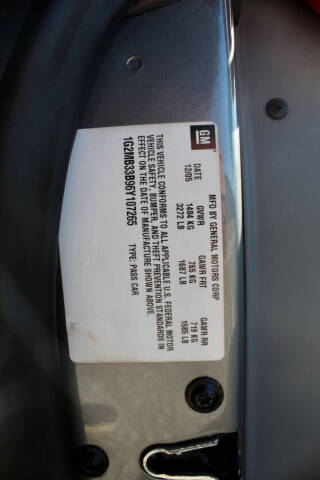 GM
MFD BY GENERAL MOTORS CORP
DATE GVWR GAWR FRT GAWR RR
12/05 1484 KG 765 KG 719 KG
3272 LB 1687 LB 1585 LB
THIS VEHICLE CONFORMS TO ALL APPLICABLE U.S. FEDERAL MOTOR
VEHICLE SAFETY, BUMPER, AND THEFT PREVENTION STANDARDS IN
EFFECT ON THE DATE OF MANUFACTURE SHOWN ABOVE.
1G2MB33B96Y107265 TYPE: PASS CAR